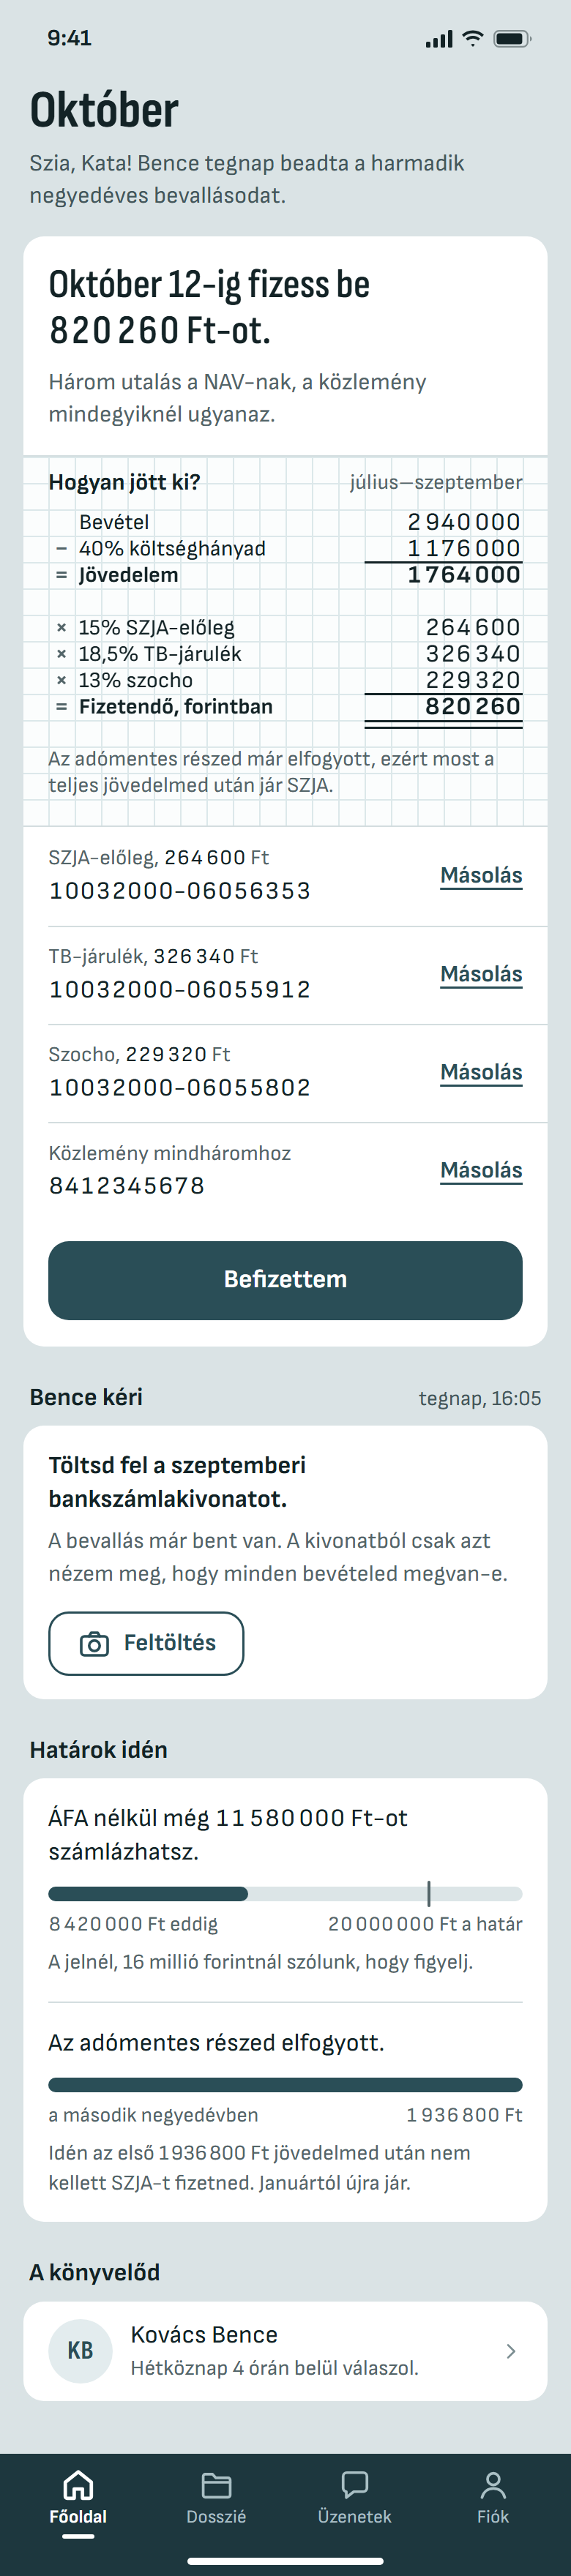 9:41
Október
Szia, Kata! Bence tegnap beadta a harmadik
negyedéves bevallásodat.
Október 12-ig fizess be
820 260 Ft-ot.
Három utalás a NAV-nak, a közlemény
mindegyiknél ugyanaz.
Hogyan jött ki? július–szeptember
Bevétel 2 940 000
− 40% költséghányad 1 176 000
= Jövedelem 1 764 000
× 15% SZJA-előleg 264 600
× 18,5% TB-járulék 326 340
× 13% szocho 229 320
= Fizetendő, forintban 820 260
Az adómentes részed már elfogyott, ezért most a
teljes jövedelmed után jár SZJA.
SZJA-előleg, 264 600 Ft
10032000-06056353 Másolás
TB-járulék, 326 340 Ft
10032000-06055912 Másolás
Szocho, 229 320 Ft
10032000-06055802 Másolás
Közlemény mindháromhoz
8412345678 Másolás
Befizettem
Bence kéri tegnap, 16:05
Töltsd fel a szeptemberi
bankszámlakivonatot.
A bevallás már bent van. A kivonatból csak azt
nézem meg, hogy minden bevételed megvan-e.
Feltöltés
Határok idén
ÁFA nélkül még 11 580 000 Ft-ot
számlázhatsz.
8 420 000 Ft eddig 20 000 000 Ft a határ
A jelnél, 16 millió forintnál szólunk, hogy figyelj.
Az adómentes részed elfogyott.
a második negyedévben 1 936 800 Ft
Idén az első 1 936 800 Ft jövedelmed után nem
kellett SZJA-t fizetned. Januártól újra jár.
A könyvelőd
KB Kovács Bence
Hétköznap 4 órán belül válaszol.
Főoldal Dosszié Üzenetek Fiók